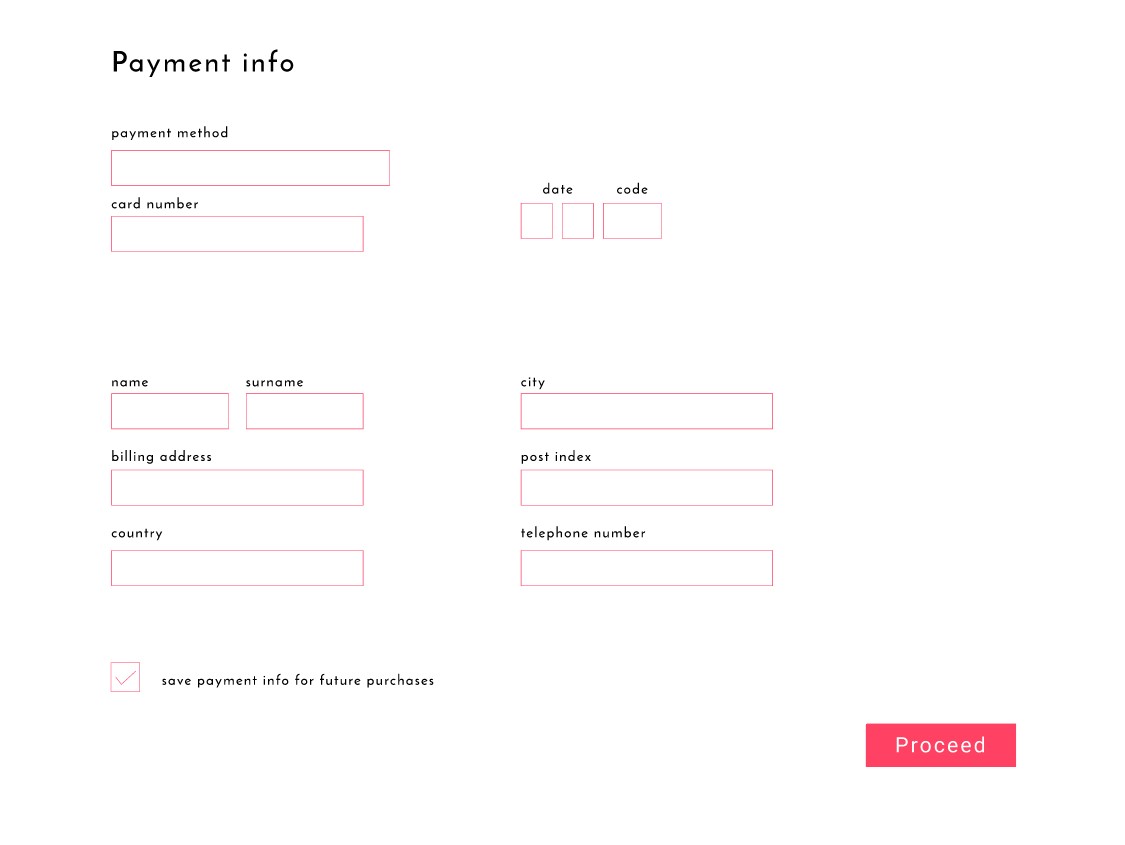 Payment info
payment method
card number
date
code
name
surname
city
billing address
post index
country
telephone number
save payment info for future purchases
Proceed